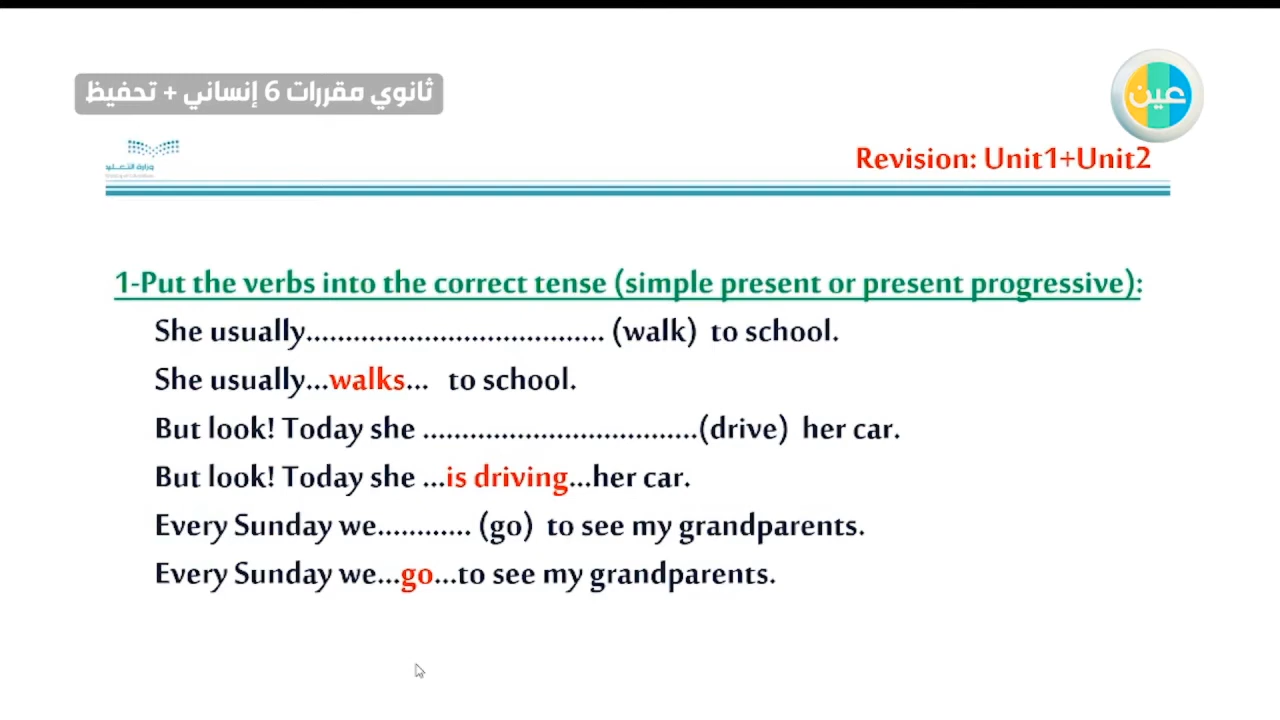 ثانوي مقررات 6 إنساني + تحفيظ
عين
وزارة التعليم
Revision: Unit1+Unit2
1-Put the verbs into the correct tense (simple present or present progressive):
She usually...................................... (walk) to school.
She usually...walks... to school.
But look! Today she ...................................(drive) her car.
But look! Today she ...is driving...her car.
Every Sunday we............ (go) to see my grandparents.
Every Sunday we...go...to see my grandparents.